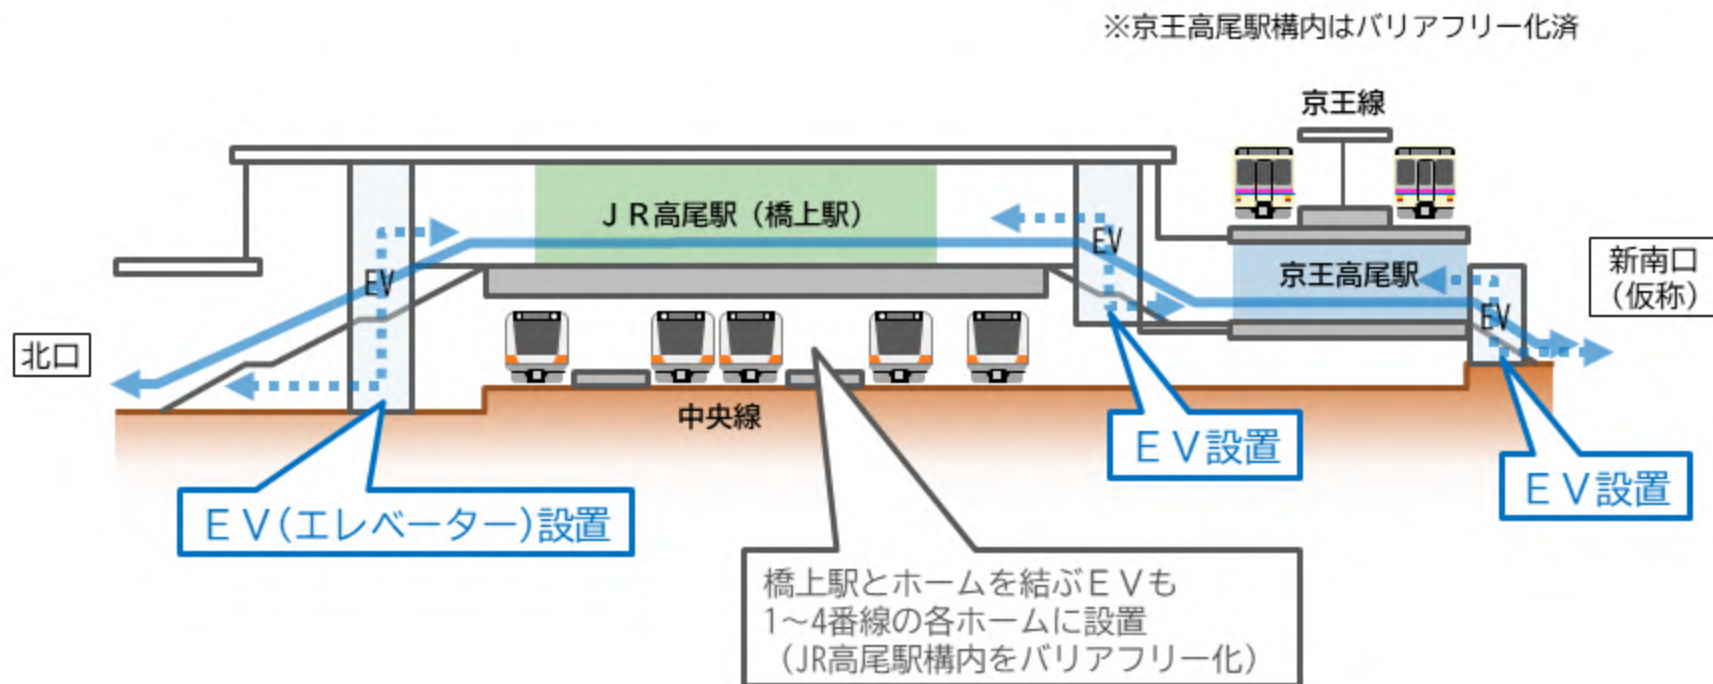 ※京王高尾駅構内はバリアフリー化済
京王線
ＪＲ高尾駅（橋上駅）
EV
EV
京王高尾駅
新南口
（仮称）
EV
北口
中央線
ＥＶ設置
ＥＶ設置
ＥＶ(エレベーター)設置
橋上駅とホームを結ぶＥＶも
1～4番線の各ホームに設置
（JR高尾駅構内をバリアフリー化）